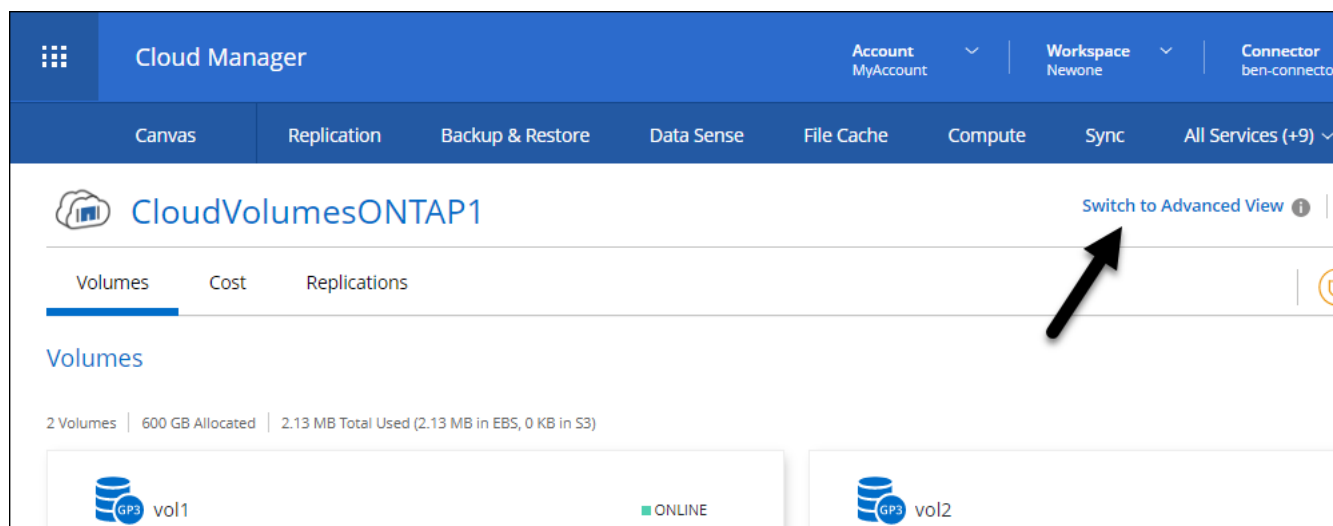 Cloud Manager
Account
MyAccount
Workspace
Newone
Connector
ben-connecto
Canvas Replication Backup & Restore Data Sense File Cache Compute Sync All Services (+9)
CloudVolumesONTAP1
Switch to Advanced View
Volumes Cost Replications
Volumes
2 Volumes | 600 GB Allocated | 2.13 MB Total Used (2.13 MB in EBS, 0 KB in S3)
GP3 vol1 ONLINE
GP3 vol2